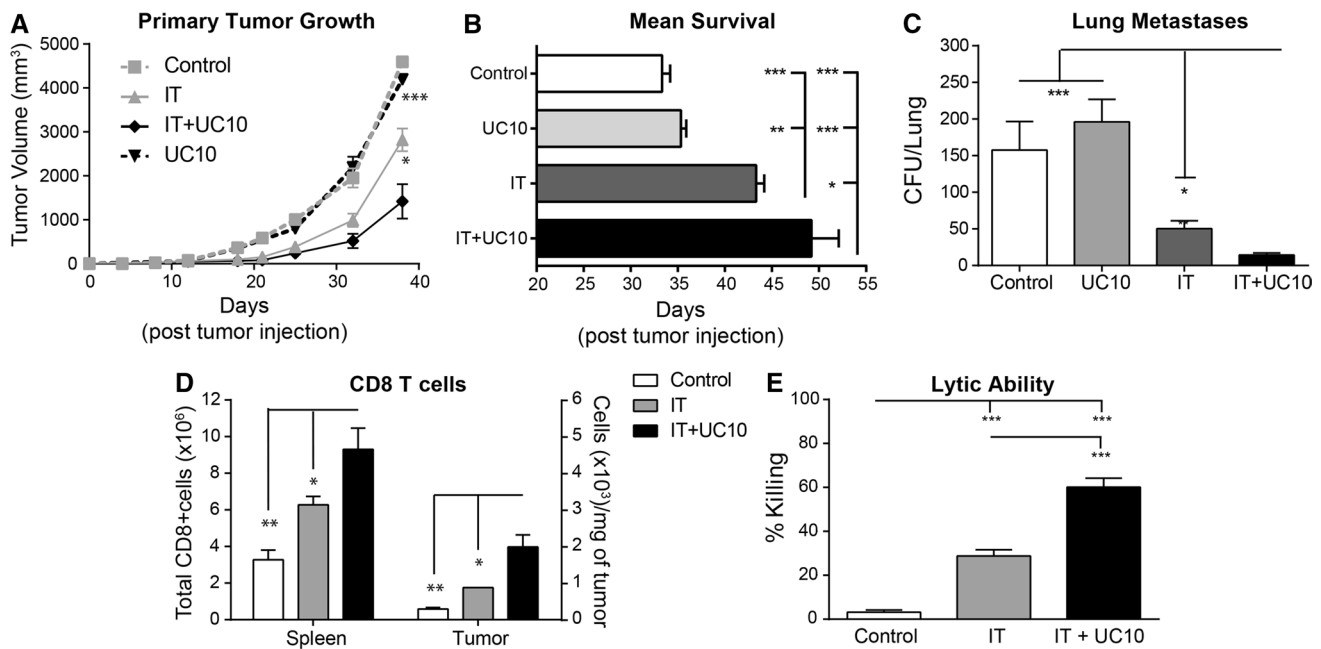 A Primary Tumor Growth
Tumor Volume (mm³)
5000
4000
3000
2000
1000
0
Control
IT
IT+UC10
UC10
***
*
0 10 20 30 40
Days
(post tumor injection)
B Mean Survival
Control
UC10
IT
IT+UC10
*** ***
** ***
*
20 25 30 35 40 45 50 55
Days
(post tumor injection)
C Lung Metastases
CFU/Lung
300
250
200
150
100
50
0
***
*
**
Control UC10 IT IT+UC10
D CD8 T cells
Total CD8+cells (x10⁶)
12
10
8
6
4
2
0
**
*
**
*
6
5
4
3
2
1
0
Cells (x10³)/mg of tumor
Spleen Tumor
Control
IT
IT+UC10
E Lytic Ability
% Killing
100
80
60
40
20
0
*** ***
***
Control IT IT + UC10